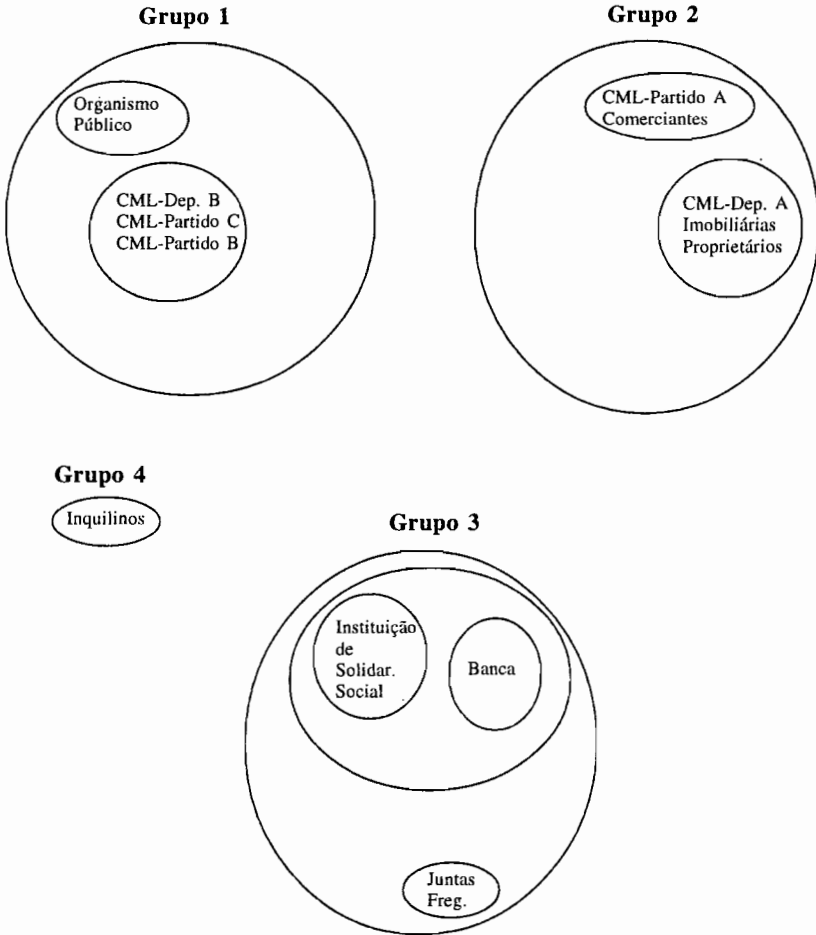 Grupo 1
Organismo
Público
CML-Dep. B
CML-Partido C
CML-Partido B
Grupo 2
CML-Partido A
Comerciantes
CML-Dep. A
Imobiliárias
Proprietários
Grupo 4
Inquilinos
Grupo 3
Instituição
de
Solidar.
Social
Banca
Juntas
Freg.